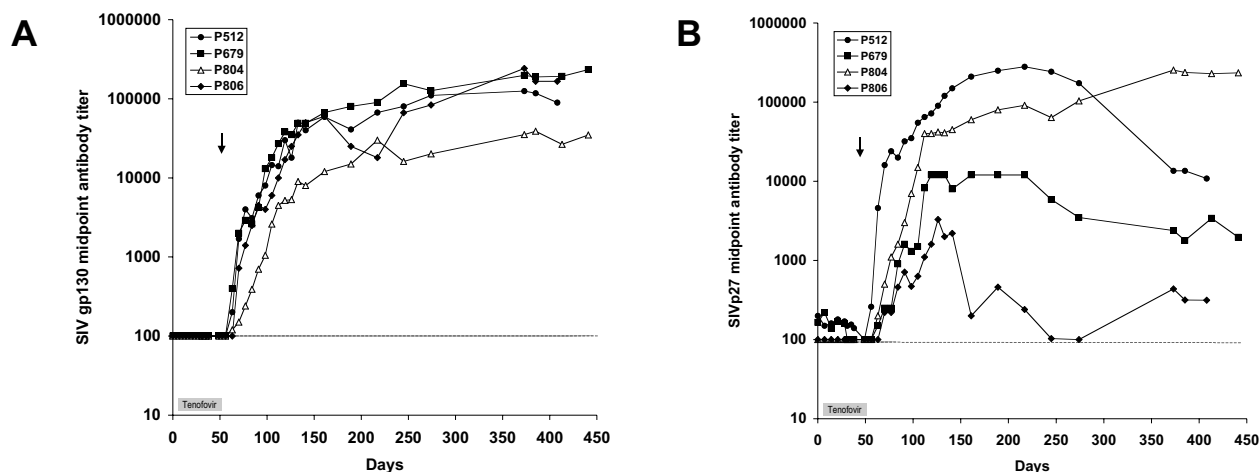 A
SIV gp130 midpoint antibody titer
1000000
100000
10000
1000
100
10
P512
P679
P804
P806
Tenofovir
0 50 100 150 200 250 300 350 400 450
Days
B
SIVp27 midpoint antibody titer
1000000
100000
10000
1000
100
10
P512
P679
P804
P806
Tenofovir
0 50 100 150 200 250 300 350 400 450
Days